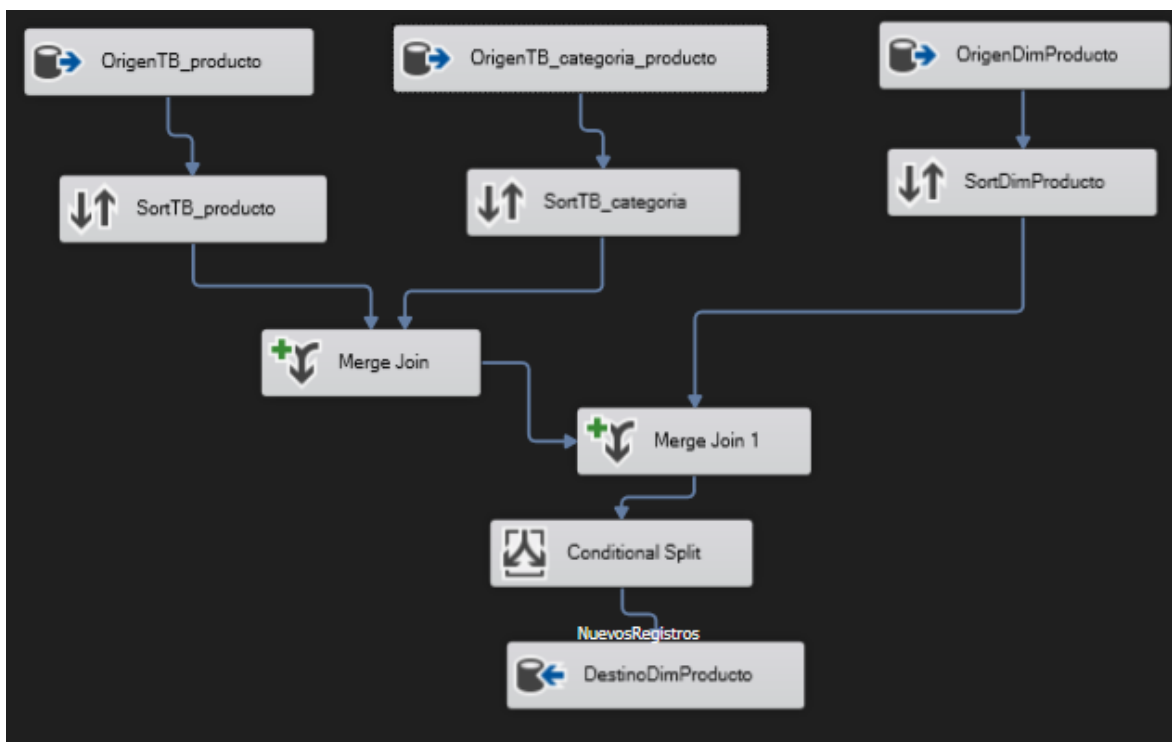 OrigenTB_producto
OrigenTB_categoria_producto
OrigenDimProducto
SortTB_producto
SortTB_categoria
SortDimProducto
Merge Join
Merge Join 1
Conditional Split
NuevosRegistros
DestinoDimProducto